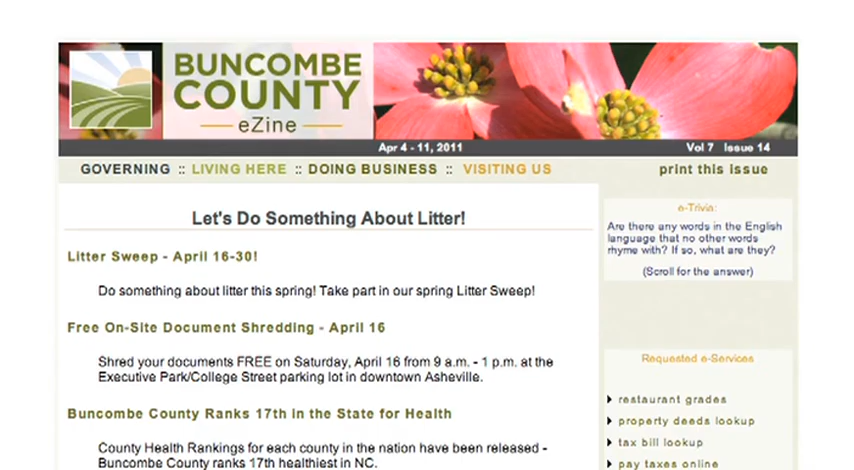 BUNCOMBE
COUNTY
eZine
Apr 4 - 11, 2011
Vol 7 Issue 14
GOVERNING :: LIVING HERE :: DOING BUSINESS :: VISITING US
print this issue
Let's Do Something About Litter!
Litter Sweep - April 16-30!
Do something about litter this spring! Take part in our spring Litter Sweep!
Free On-Site Document Shredding - April 16
Shred your documents FREE on Saturday, April 16 from 9 a.m. - 1 p.m. at the
Executive Park/College Street parking lot in downtown Asheville.
Buncombe County Ranks 17th in the State for Health
County Health Rankings for each county in the nation have been released -
Buncombe County ranks 17th healthiest in NC.
e-Trivia:
Are there any words in the English
language that no other words
rhyme with? If so, what are they?
(Scroll for the answer)
Requested e-Services
restaurant grades
property deeds lookup
tax bill lookup
pay taxes online